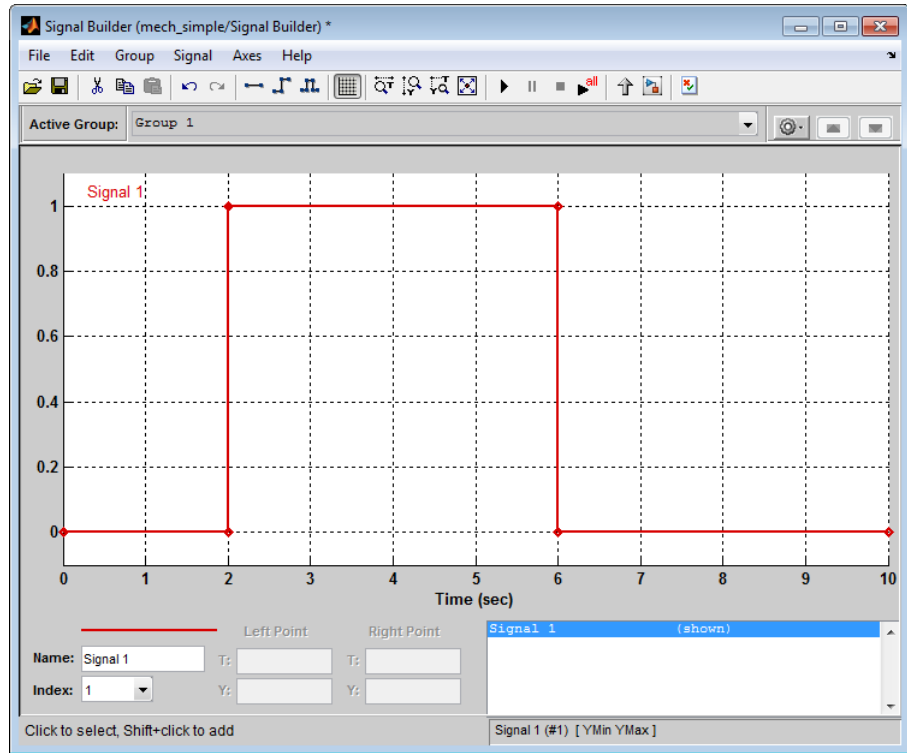 Signal Builder (mech_simple/Signal Builder) *
File Edit Group Signal Axes Help
all
Active Group: Group 1
Signal 1
1
0.8
0.6
0.4
0.2
0
0 1 2 3 4 5 6 7 8 9 10
Time (sec)
Left Point Right Point
Name: Signal 1 T: T:
Index: 1 Y: Y:
Signal 1 (shown)
Click to select, Shift+click to add
Signal 1 (#1) [ YMin YMax ]